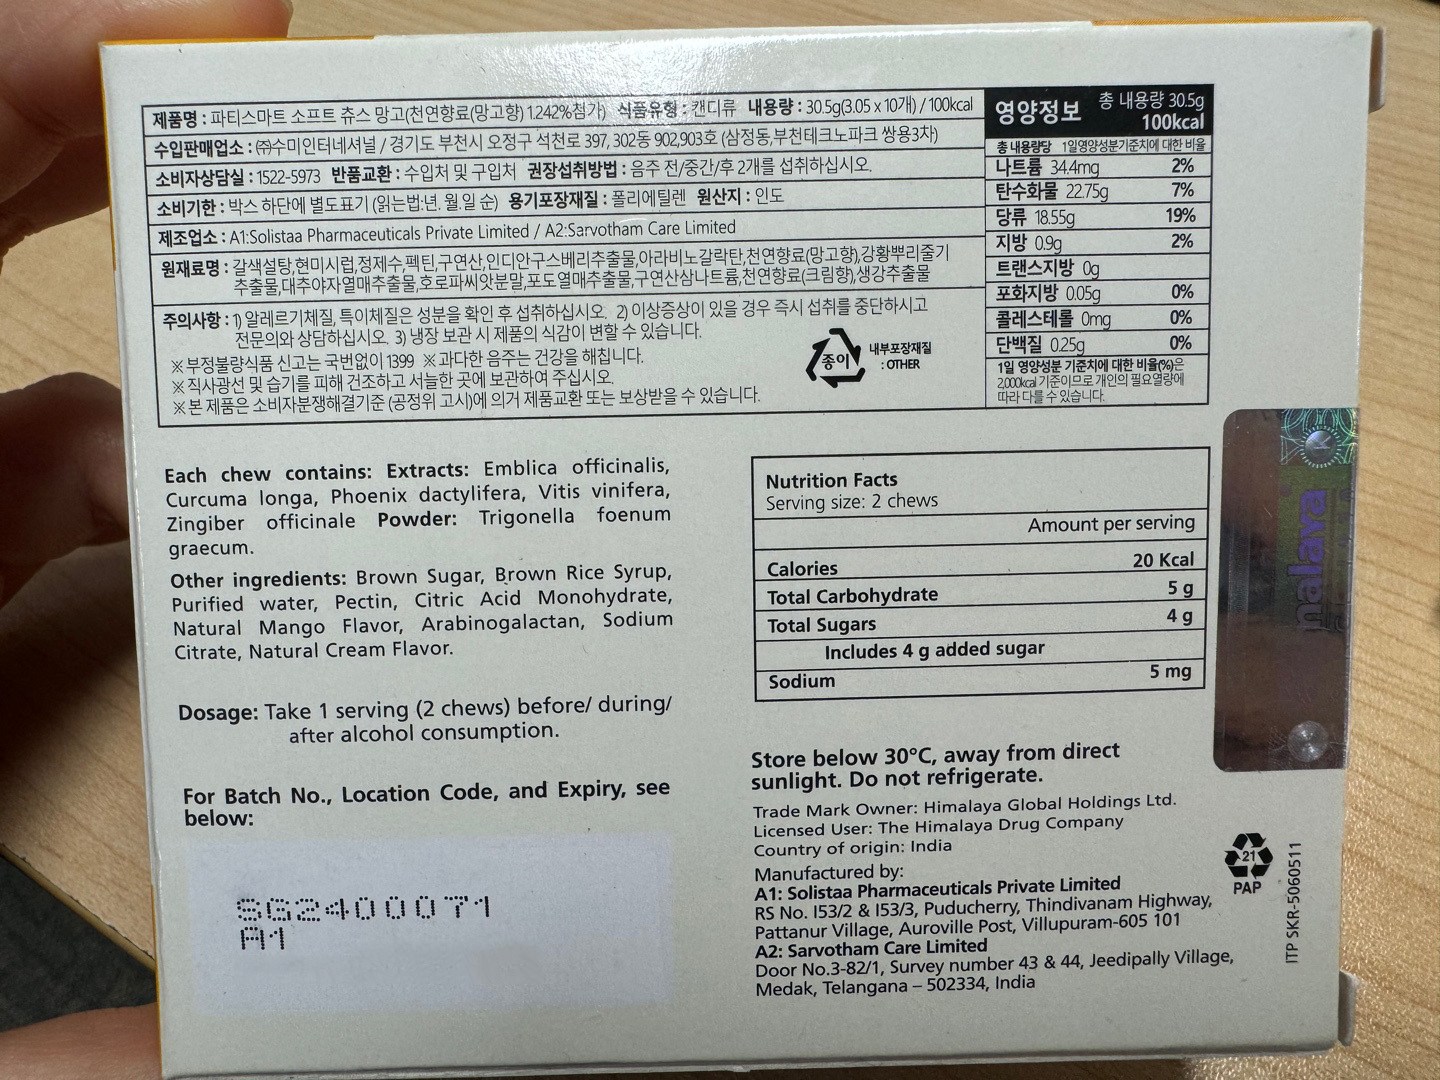 제품명 : 파티스마트 소프트 츄스 망고(천연향료(망고향) 1.242%첨가) 식품유형 : 캔디류 내용량 : 30.5g(3.05 x 10개) / 100kcal
수입판매업소 : ㈜수미인터네셔널 / 경기도 부천시 오정구 석천로 397, 302동 902,903호 (삼정동,부천테크노파크 쌍용3차)
소비자상담실 : 1522-5973 반품교환 : 수입처 및 구입처 권장섭취방법 : 음주 전/중간/후 2개를 섭취하십시오.
소비기한 : 박스 하단에 별도표기 (읽는법:년. 월.일 순) 용기포장재질 : 폴리에틸렌 원산지 : 인도
제조업소 : A1:Solistaa Pharmaceuticals Private Limited / A2:Sarvotham Care Limited
원재료명 : 갈색설탕,현미시럽,정제수,펙틴,구연산,인디안구스베리추출물,아라비노갈락탄,천연향료(망고향),강황뿌리줄기
추출물,대추야자열매추출물,호로파씨앗분말,포도열매추출물,구연산삼나트륨,천연향료(크림향),생강추출물
주의사항 : 1) 알레르기체질, 특이체질은 성분을 확인 후 섭취하십시오. 2) 이상증상이 있을 경우 즉시 섭취를 중단하시고
전문의와 상담하십시오. 3) 냉장 보관 시 제품의 식감이 변할 수 있습니다.
※ 부정불량식품 신고는 국번없이 1399 ※ 과다한 음주는 건강을 해칩니다.
※ 직사광선 및 습기를 피해 건조하고 서늘한 곳에 보관하여 주십시오.
※ 본 제품은 소비자분쟁해결기준 (공정위 고시)에 의거 제품교환 또는 보상받을 수 있습니다.
종이
내부포장재질
: OTHER
영양정보 총 내용량 30.5g
100kcal
총 내용량당 1일영양성분기준치에 대한 비율
나트륨 34.4mg 2%
탄수화물 22.75g 7%
당류 18.55g 19%
지방 0.9g 2%
트랜스지방 0g
포화지방 0.05g 0%
콜레스테롤 0mg 0%
단백질 0.25g 0%
1일 영양성분 기준치에 대한 비율(%)은
2,000kcal 기준이므로 개인의 필요열량에
따라 다를 수 있습니다.
Each chew contains: Extracts: Emblica officinalis,
Curcuma longa, Phoenix dactylifera, Vitis vinifera,
Zingiber officinale Powder: Trigonella foenum
graecum.
Other ingredients: Brown Sugar, Brown Rice Syrup,
Purified water, Pectin, Citric Acid Monohydrate,
Natural Mango Flavor, Arabinogalactan, Sodium
Citrate, Natural Cream Flavor.
Dosage: Take 1 serving (2 chews) before/ during/
after alcohol consumption.
For Batch No., Location Code, and Expiry, see
below:
SG2400071
A1
Nutrition Facts
Serving size: 2 chews
Amount per serving
Calories 20 Kcal
Total Carbohydrate 5 g
Total Sugars 4 g
Includes 4 g added sugar
Sodium 5 mg
Store below 30°C, away from direct
sunlight. Do not refrigerate.
Trade Mark Owner: Himalaya Global Holdings Ltd.
Licensed User: The Himalaya Drug Company
Country of origin: India
Manufactured by:
A1: Solistaa Pharmaceuticals Private Limited
RS No. I53/2 & I53/3, Puducherry, Thindivanam Highway,
Pattanur Village, Auroville Post, Villupuram-605 101
A2: Sarvotham Care Limited
Door No.3-82/1, Survey number 43 & 44, Jeedipally Village,
Medak, Telangana – 502334, India
21
PAP
ITP SKR-5060511
malaya